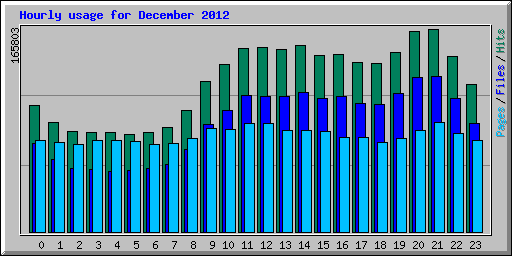 Hourly usage for December 2012
165803
Pages/Files/Hits
0 1 2 3 4 5 6 7 8 9 10 11 12 13 14 15 16 17 18 19 20 21 22 23